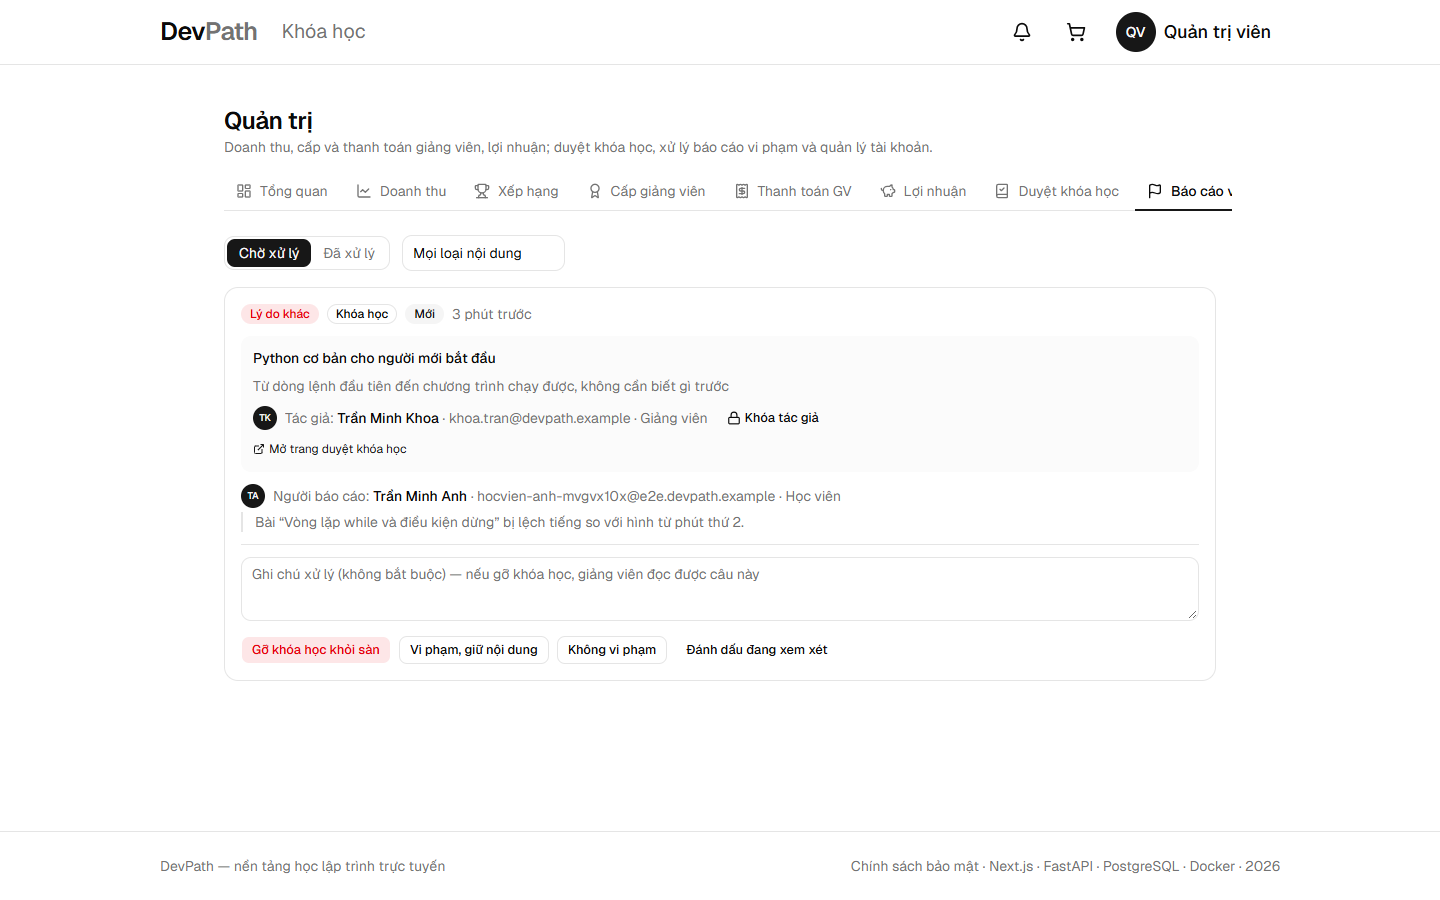 DevPath Khóa học QV Quản trị viên
Quản trị
Doanh thu, cấp và thanh toán giảng viên, lợi nhuận; duyệt khóa học, xử lý báo cáo vi phạm và quản lý tài khoản.
Tổng quan Doanh thu Xếp hạng Cấp giảng viên Thanh toán GV Lợi nhuận Duyệt khóa học Báo cáo v
Chờ xử lý Đã xử lý Mọi loại nội dung
Lý do khác Khóa học Mới 3 phút trước
Python cơ bản cho người mới bắt đầu
Từ dòng lệnh đầu tiên đến chương trình chạy được, không cần biết gì trước
TK Tác giả: Trần Minh Khoa · khoa.tran@devpath.example · Giảng viên Khóa tác giả
Mở trang duyệt khóa học
TA Người báo cáo: Trần Minh Anh · hocvien-anh-mvgvx10x@e2e.devpath.example · Học viên
Bài “Vòng lặp while và điều kiện dừng” bị lệch tiếng so với hình từ phút thứ 2.
Ghi chú xử lý (không bắt buộc) — nếu gỡ khóa học, giảng viên đọc được câu này
Gỡ khóa học khỏi sàn Vi phạm, giữ nội dung Không vi phạm Đánh dấu đang xem xét
DevPath — nền tảng học lập trình trực tuyến Chính sách bảo mật · Next.js · FastAPI · PostgreSQL · Docker · 2026